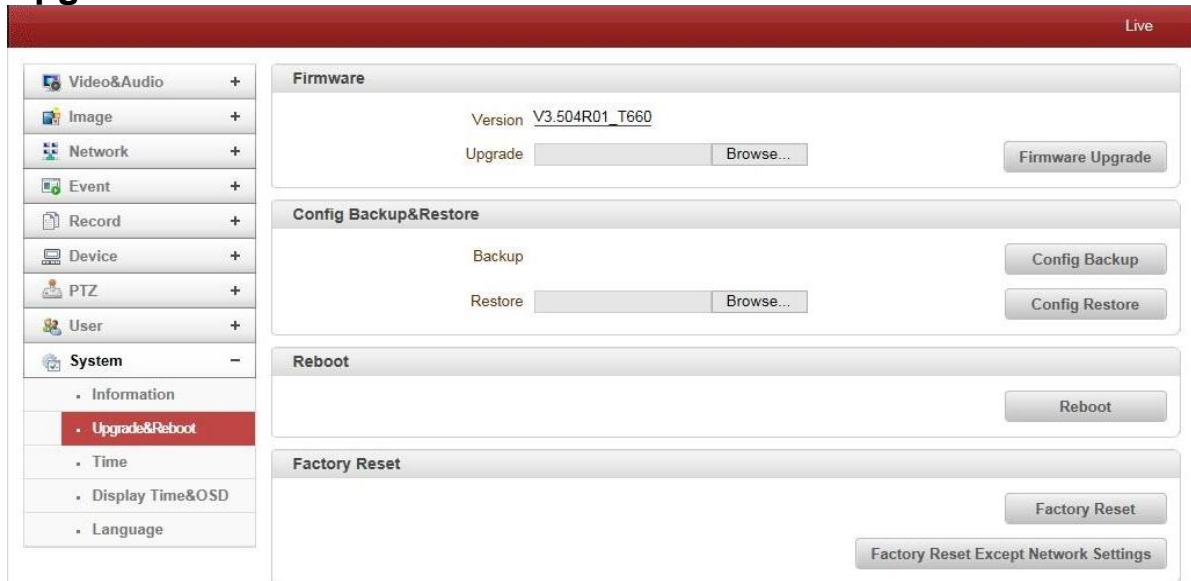 Live
Video&Audio +
Image +
Network +
Event +
Record +
Device +
PTZ +
User +
System −
• Information
• Upgrade&Reboot
• Time
• Display Time&OSD
• Language
Firmware
Version V3.504R01_T660
Upgrade Browse... Firmware Upgrade
Config Backup&Restore
Backup Config Backup
Restore Browse... Config Restore
Reboot
Reboot
Factory Reset
Factory Reset
Factory Reset Except Network Settings